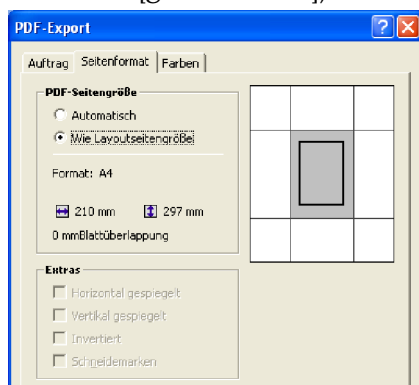 PDF-Export
Auftrag Seitenformat Farben
PDF-Seitengröße
Automatisch
Wie Layoutseitengröße
Format: A4
210 mm 297 mm
0 mmBlattüberlappung
Extras
Horizontal gespiegelt
Vertikal gespiegelt
Invertiert
Schneidemarken